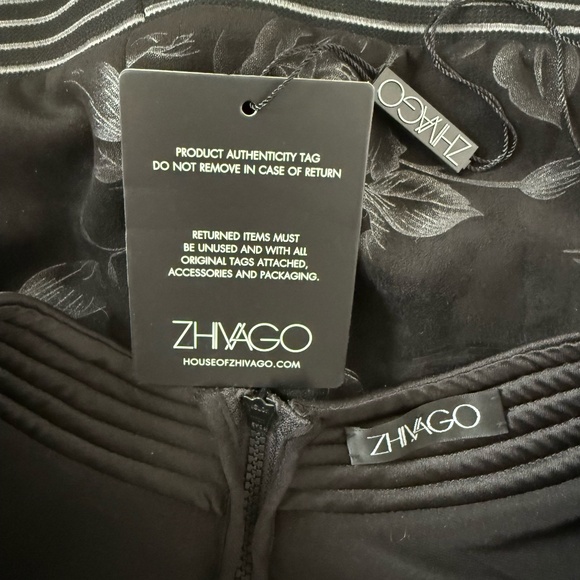 ZHIVAGO
PRODUCT AUTHENTICITY TAG
DO NOT REMOVE IN CASE OF RETURN
RETURNED ITEMS MUST
BE UNUSED AND WITH ALL
ORIGINAL TAGS ATTACHED,
ACCESSORIES AND PACKAGING.
ZHIVAGO
HOUSEOFZHIVAGO.COM
ZHIVAGO